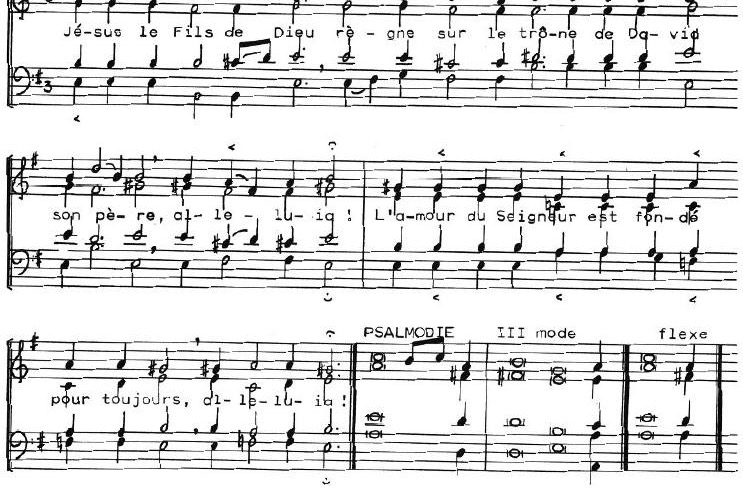 Jé-sus le Fils de Dieu rè - gne sur le trô-ne de Da-vid
3
son pè- re, al- le - lu-ia ! L'a-mour du Seigneur est fon-dé
PSALMODIE III mode flexe
pour toujours, al-le-lu- ia !